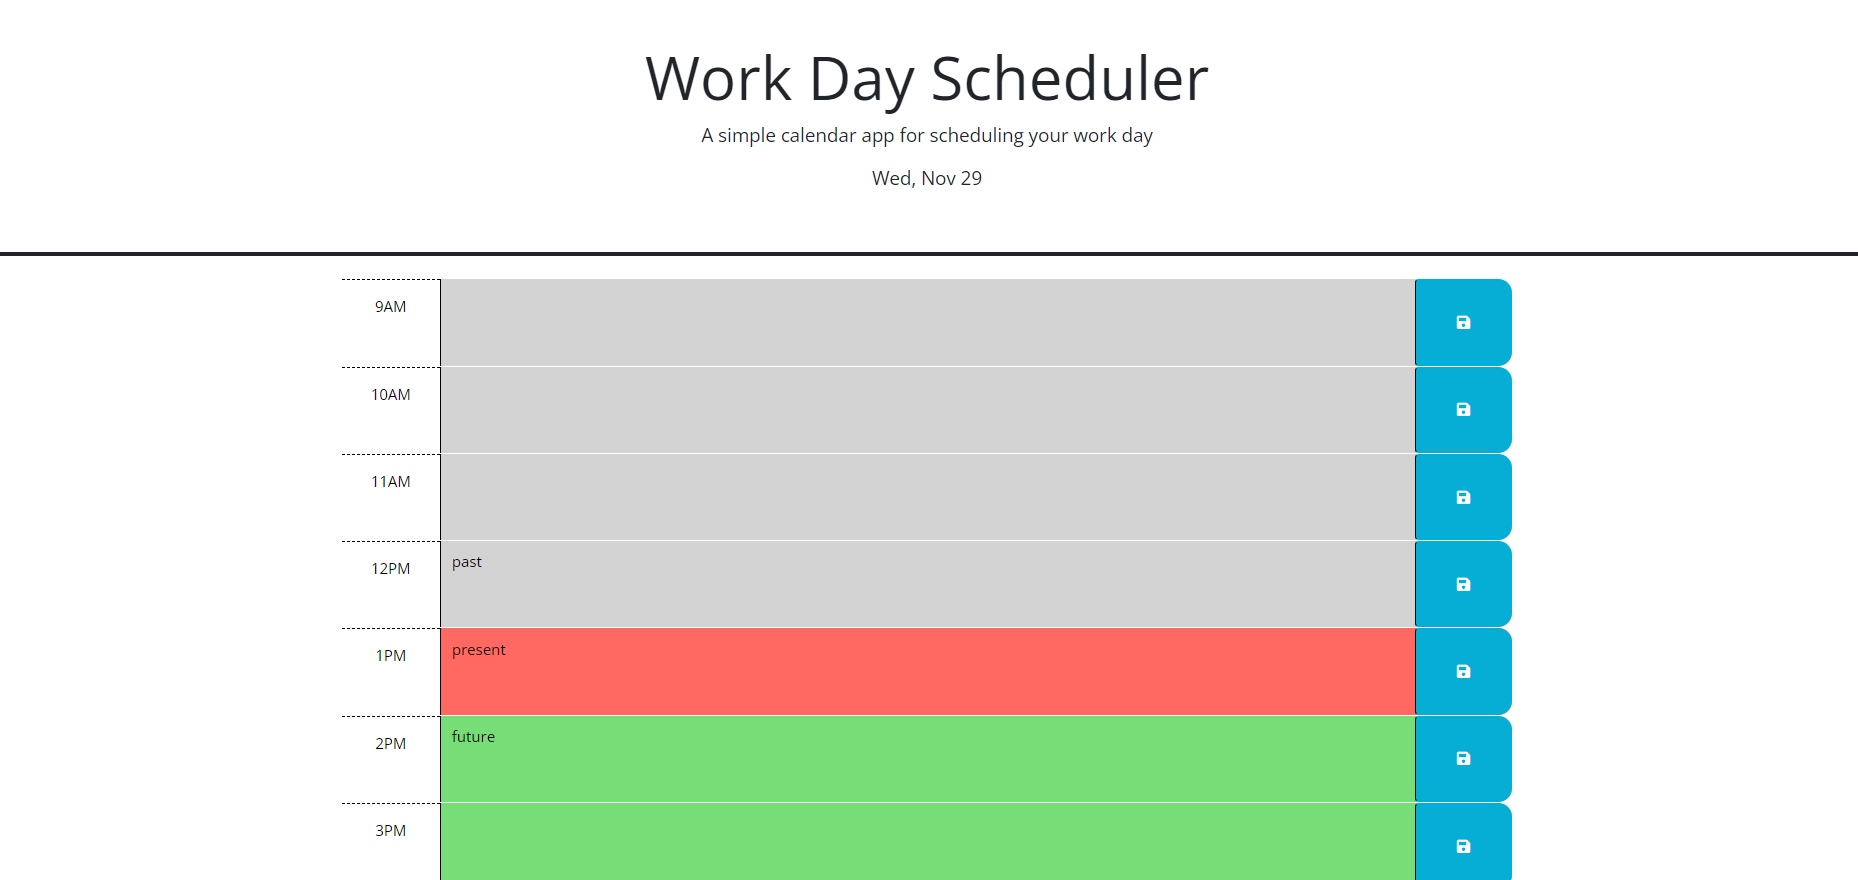 Work Day Scheduler
A simple calendar app for scheduling your work day
Wed, Nov 29
9AM
10AM
11AM
12PM past
1PM present
2PM future
3PM